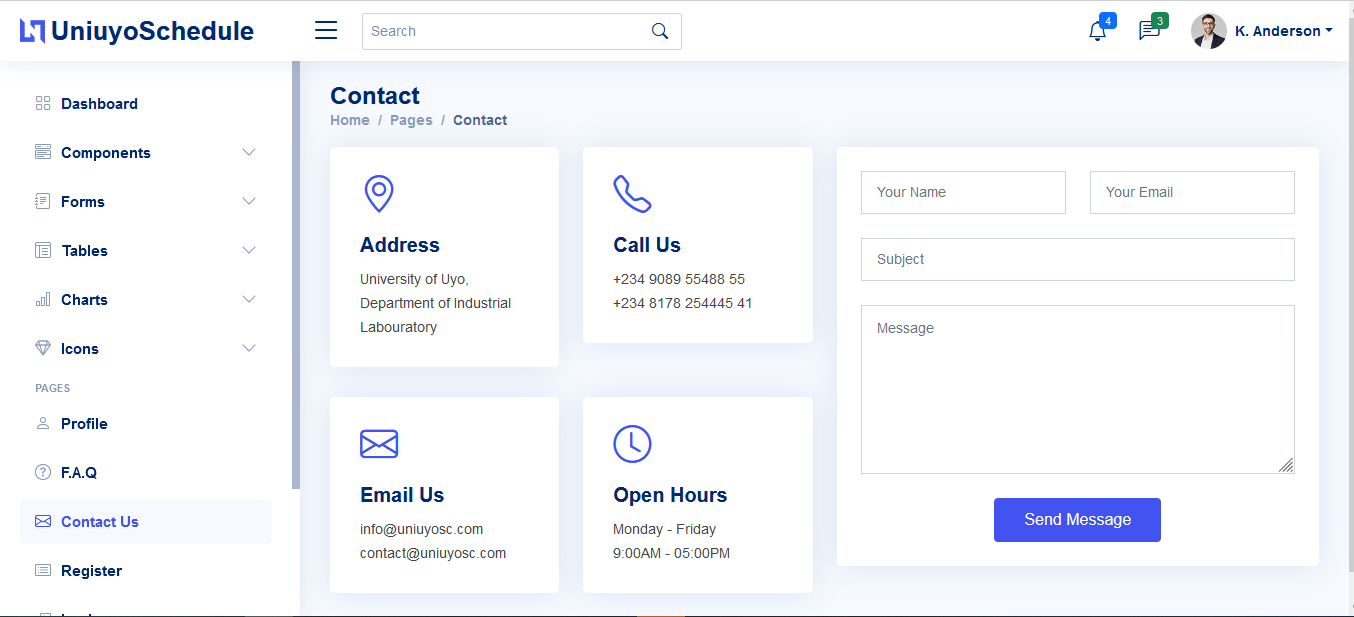 UniuyoSchedule
Search
4
3
K. Anderson
Dashboard
Components
Forms
Tables
Charts
Icons
PAGES
Profile
F.A.Q
Contact Us
Register
Contact
Home / Pages / Contact
Address
University of Uyo,
Department of Industrial
Labouratory
Call Us
+234 9089 55488 55
+234 8178 254445 41
Email Us
info@uniuyosc.com
contact@uniuyosc.com
Open Hours
Monday - Friday
9:00AM - 05:00PM
Your Name
Your Email
Subject
Message
Send Message